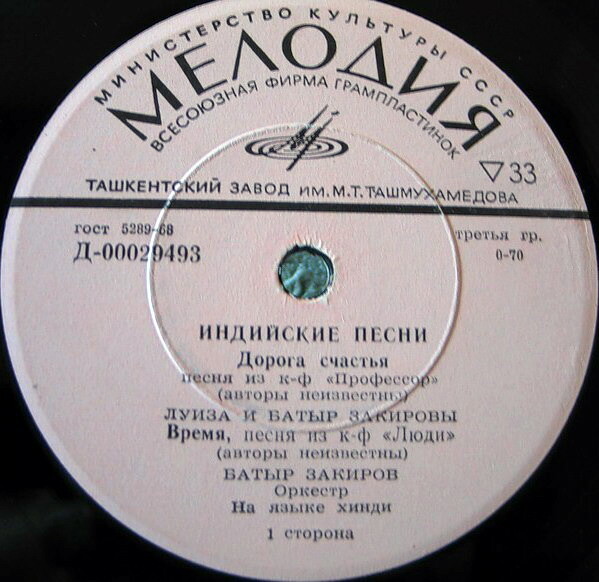 МИНИСТЕРСТВО КУЛЬТУРЫ СССР
МЕЛОДИЯ
ВСЕСОЮЗНАЯ ФИРМА ГРАМПЛАСТИНОК
▽33
ТАШКЕНТСКИЙ ЗАВОД ИМ. М.Т. ТАШМУХАМЕДОВА
гост 5289-68
третья гр.
Д-00029493
0-70
ИНДИЙСКИЕ ПЕСНИ
Дорога счастья
песня из к-ф «Профессор»
(авторы неизвестны)
ЛУИЗА И БАТЫР ЗАКИРОВЫ
Время, песня из к-ф «Люди»
(авторы неизвестны)
БАТЫР ЗАКИРОВ
Оркестр
На языке хинди
1 сторона